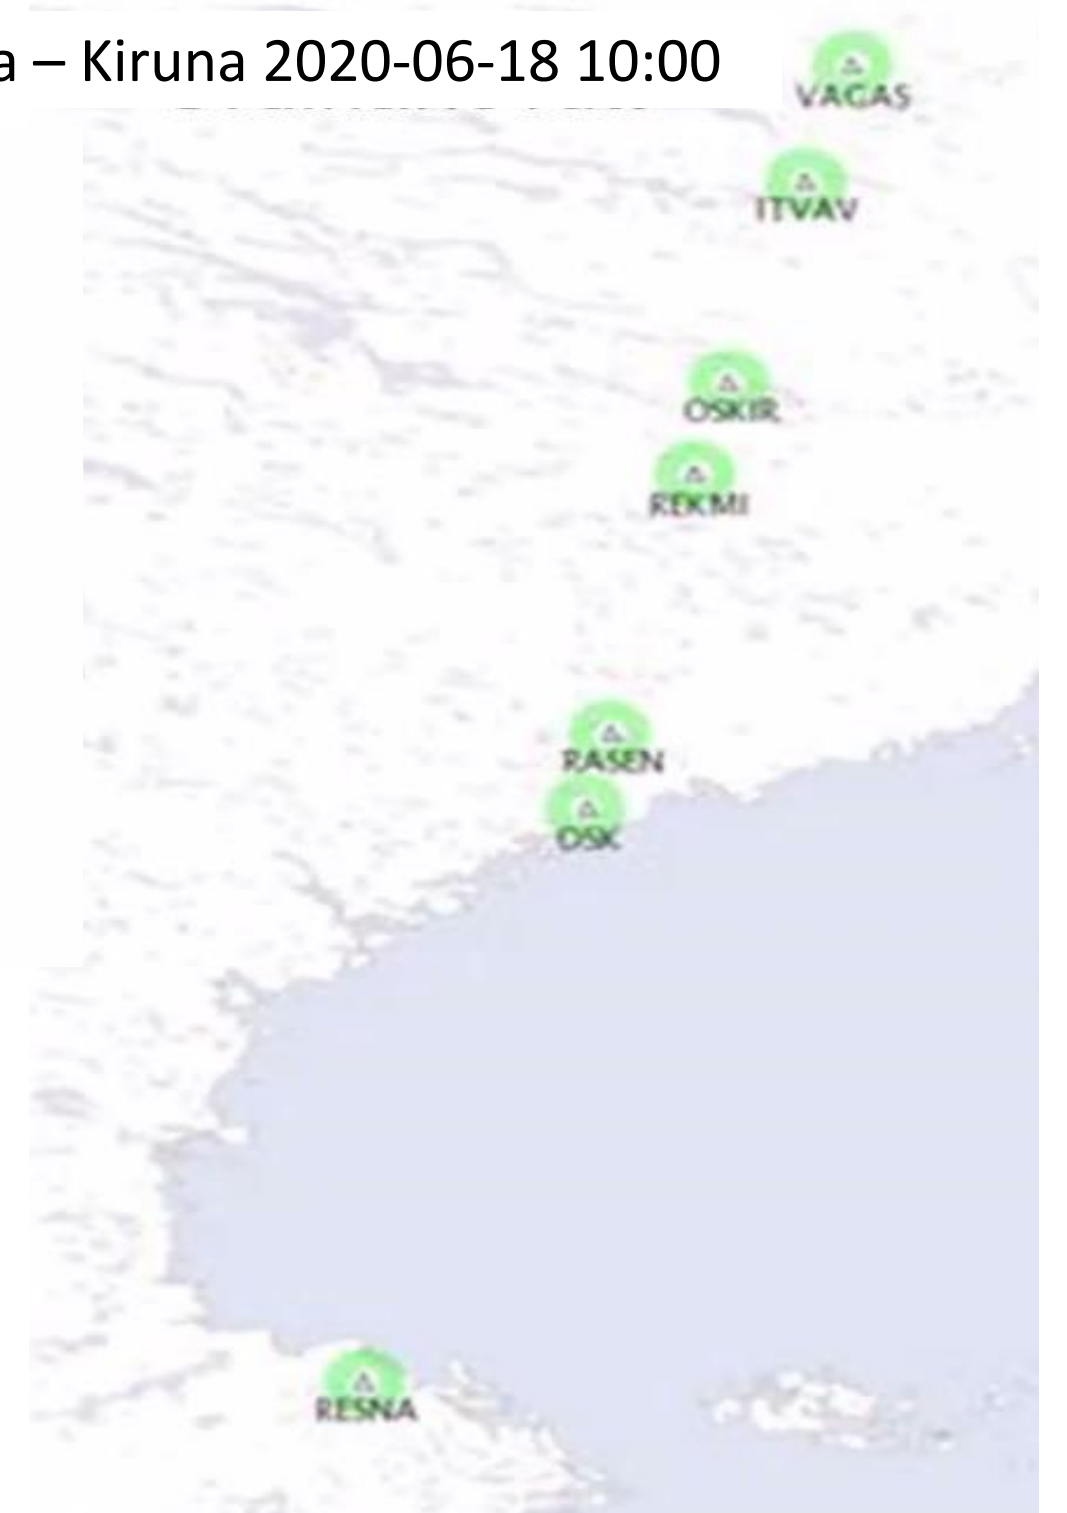 a – Kiruna 2020-06-18 10:00
VAGAS
ITVAV
OSKIR
REKMI
RASEN
OSK
RESNA